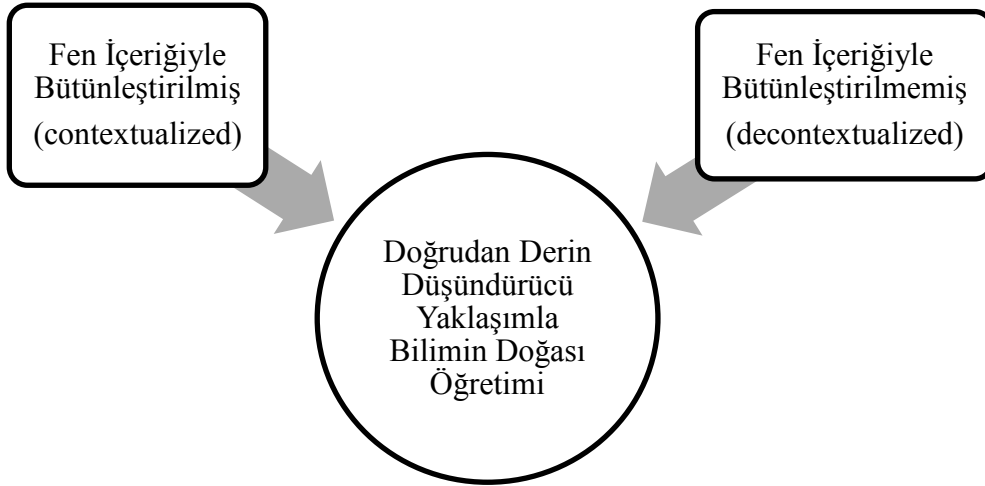 Fen İçeriğiyle
Bütünleştirilmiş
(contextualized)
Fen İçeriğiyle
Bütünleştirilmemiş
(decontextualized)
Doğrudan Derin
Düşündürücü
Yaklaşımla
Bilimin Doğası
Öğretimi